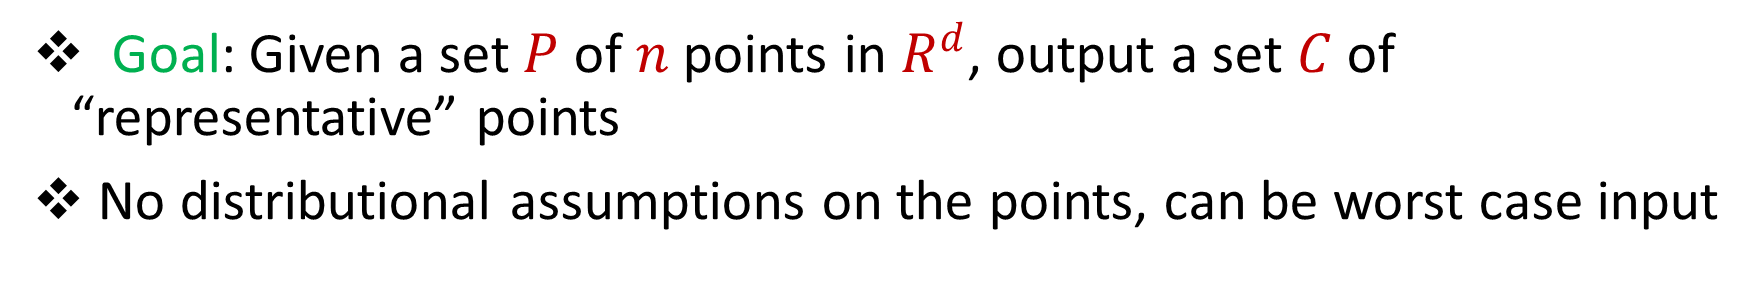 ❖ Goal: Given a set P of n points in R^d, output a set C of
“representative” points
❖ No distributional assumptions on the points, can be worst case input